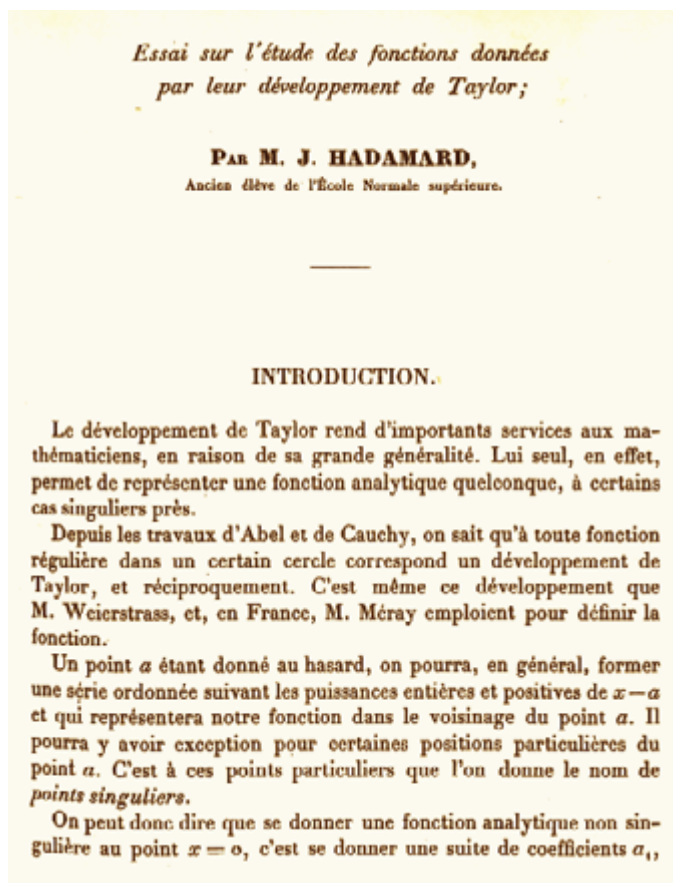 Essai sur l'étude des fonctions données
par leur développement de Taylor;
PAR M. J. HADAMARD,
Ancien élève de l'École Normale supérieure.
INTRODUCTION.
Le développement de Taylor rend d'importants services aux ma-
thématiciens, en raison de sa grande généralité. Lui seul, en effet,
permet de représenter une fonction analytique quelconque, à certains
cas singuliers près.
Depuis les travaux d'Abel et de Cauchy, on sait qu'à toute fonction
régulière dans un certain cercle correspond un développement de
Taylor, et réciproquement. C'est même ce développement que
M. Weierstrass, et, en France, M. Méray emploient pour définir la
fonction.
Un point a étant donné au hasard, on pourra, en général, former
une série ordonnée suivant les puissances entières et positives de x—a
et qui représentera notre fonction dans le voisinage du point a. Il
pourra y avoir exception pour certaines positions particulières du
point a. C'est à ces points particuliers que l'on donne le nom de
points singuliers.
On peut donc dire que se donner une fonction analytique non sin-
gulière au point x = 0, c'est se donner une suite de coefficients a₁,